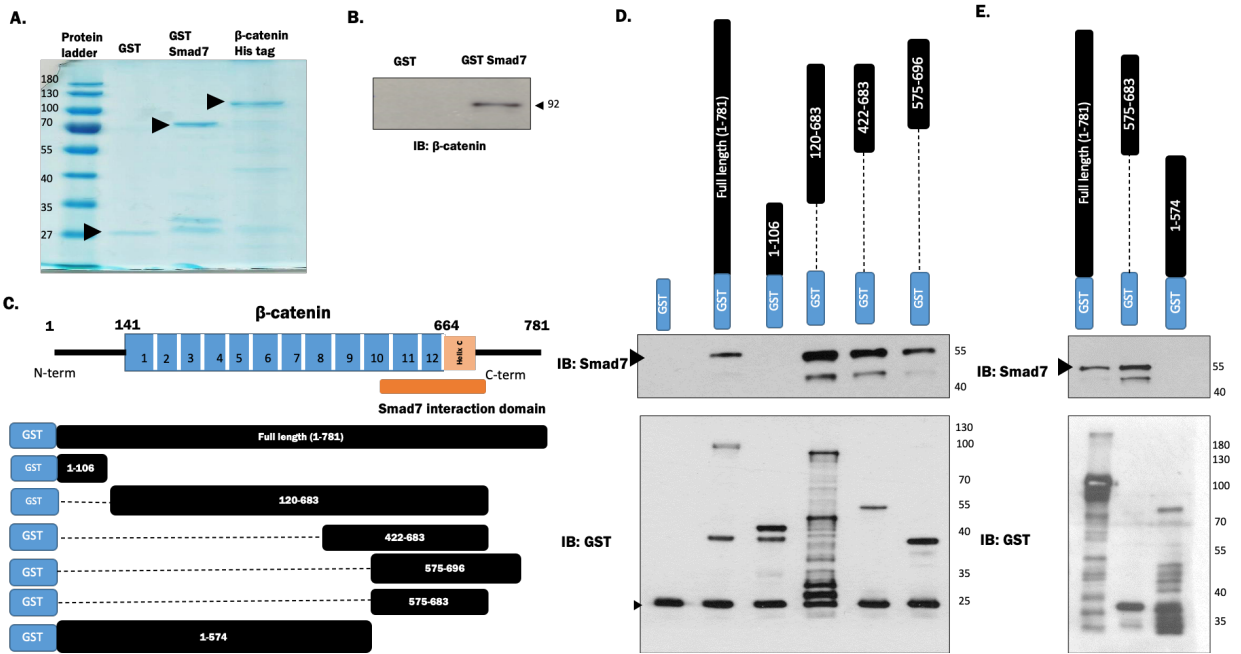 A.
Protein
ladder
GST
GST
Smad7
β-catenin
His tag
180
130
100
70
55
40
35
27
B.
GST
GST Smad7
92
IB: β-catenin
C.
β-catenin
1
141
664
781
1 2 3 4 5 6 7 8 9 10 11 12 Helix C
N-term
C-term
Smad7 interaction domain
GST Full length (1-781)
GST 1-106
GST 120-683
GST 422-683
GST 575-696
GST 575-683
GST 1-574
D.
Full length (1-781)
1-106
120-683
422-683
575-696
GST GST GST GST GST GST
IB: Smad7
55
40
IB: GST
130
100
70
55
40
35
25
E.
Full length (1-781)
575-683
1-574
GST GST GST
IB: Smad7
55
40
IB: GST
180
130
100
70
55
40
35